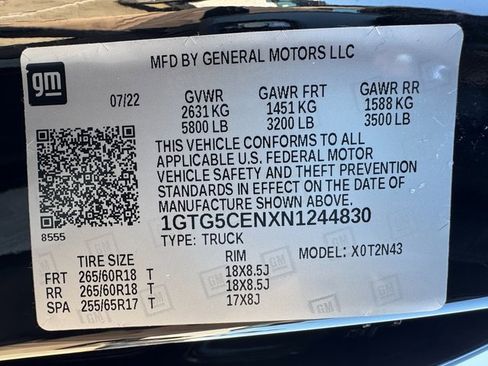 gm
MFD BY GENERAL MOTORS LLC
07/22 GVWR GAWR FRT GAWR RR
2631 KG 1451 KG 1588 KG
5800 LB 3200 LB 3500 LB
THIS VEHICLE CONFORMS TO ALL
APPLICABLE U.S. FEDERAL MOTOR
VEHICLE SAFETY AND THEFT PREVENTION
STANDARDS IN EFFECT ON THE DATE OF
MANUFACTURE SHOWN ABOVE.
8555 1GTG5CENXN1244830
TYPE: TRUCK MODEL: X0T2N43
TIRE SIZE RIM
FRT 265/60R18 T 18X8.5J
RR 265/60R18 T 18X8.5J
SPA 255/65R17 T 17X8J